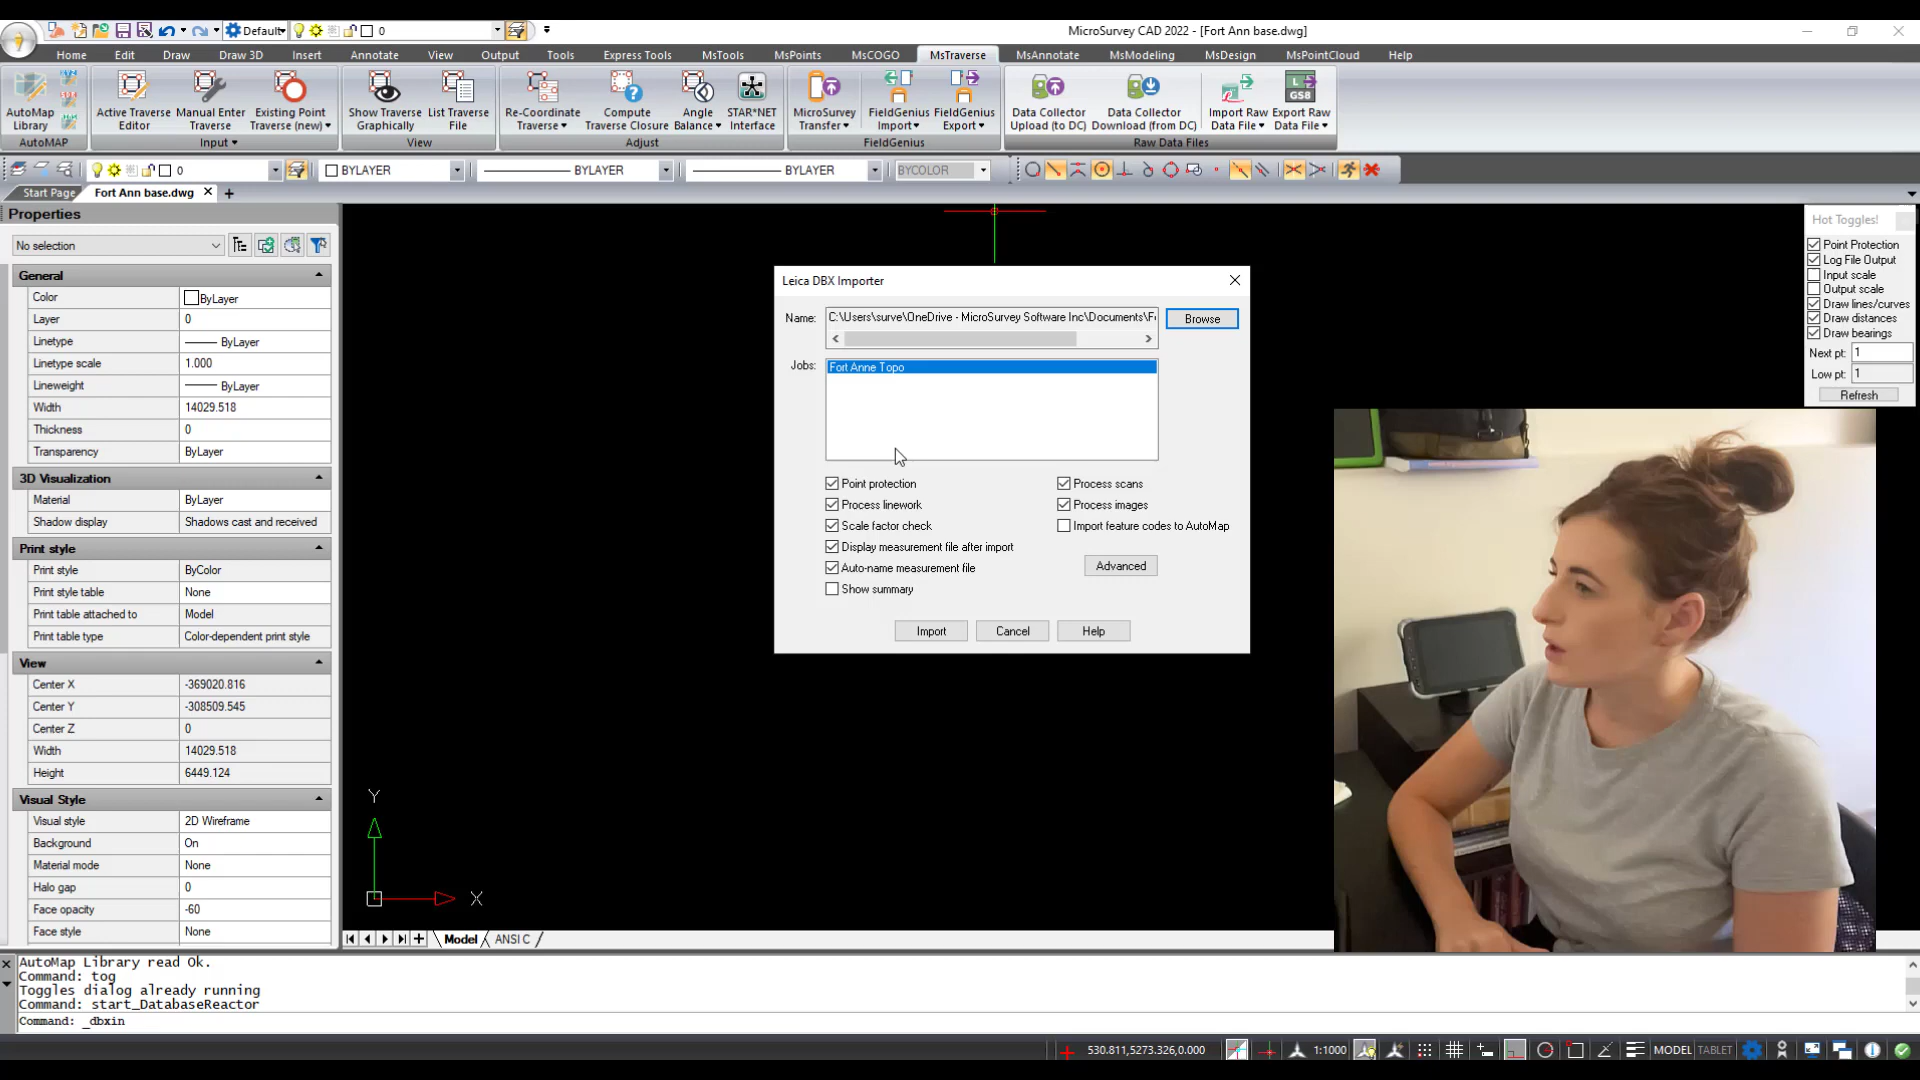 Default
0
MicroSurvey CAD 2022 - [Fort Ann base.dwg]
Home Edit Draw Draw 3D Insert Annotate View Output Express Tools Tools MsTools MsPoints MsCOGO MsTraverse MsAnnotate MsModeling MsDesign MsPointCloud Help
AutoMap Library
Active Traverse Editor
Manual Enter Traverse
Existing Point Traverse (new)
Show Traverse Graphically
List Traverse File
Re-Coordinate Traverse
Compute Traverse Closure
Angle Balance
STAR*NET Interface
MicroSurvey Transfer
FieldGenius Import
FieldGenius Export
Data Collector Upload (to DC)
Data Collector Download (from DC)
Import Raw Data File
GS8
Export Raw Data File
AutoMAP Input View Adjust FieldGenius Raw Data Files
0 BYLAYER BYLAYER BYLAYER BYCOLOR
Start Page Fort Ann base.dwg
Properties
No selection
General
Color ByLayer
Layer 0
Linetype ByLayer
Linetype scale 1.000
Lineweight ByLayer
Width 14029.518
Thickness 0
Transparency ByLayer
3D Visualization
Material ByLayer
Shadow display Shadows cast and received
Print style
Print style ByColor
Print style table None
Print table attached to Model
Print table type Color-dependent print style
View
Center X -369020.816
Center Y -308509.545
Center Z 0
Width 14029.518
Height 6449.124
Visual Style
Visual style 2D Wireframe
Background On
Material mode None
Halo gap 0
Face opacity -60
Face style None
Leica DBX Importer
Name: C:\Users\surve\OneDrive - MicroSurvey Software Inc\Documents\F
Browse
Jobs: Fort Anne Topo
Point protection
Process linework
Scale factor check
Display measurement file after import
Auto-name measurement file
Show summary
Process scans
Process images
Import feature codes to AutoMap
Advanced
Import Cancel Help
Hot Toggles!
Point Protection
Log File Output
Input scale
Output scale
Draw lines/curves
Draw distances
Draw bearings
Next pt: 1
Low pt: 1
Refresh
Y
X
Model ANSI C
AutoMap Library read Ok.
Command: tog
Toggles dialog already running
Command: start_DatabaseReactor
Command: _dbxin
530.811,5273.326,0.000 1:1000 MODEL TABLET